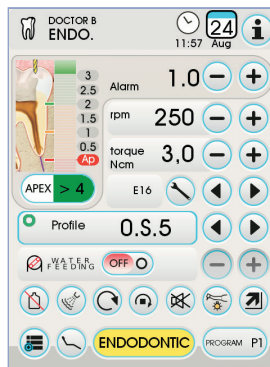 DOCTOR B
ENDO.
11:57
24
Aug
i
3
2.5
2
1.5
1
0.5
Ap
APEX > 4
Alarm 1.0 − +
rpm 250 − +
torque
Ncm 3,0 − +
E16
Profile O.S.5
WATER
FEEDING OFF O − +
ENDODONTIC
PROGRAM P1